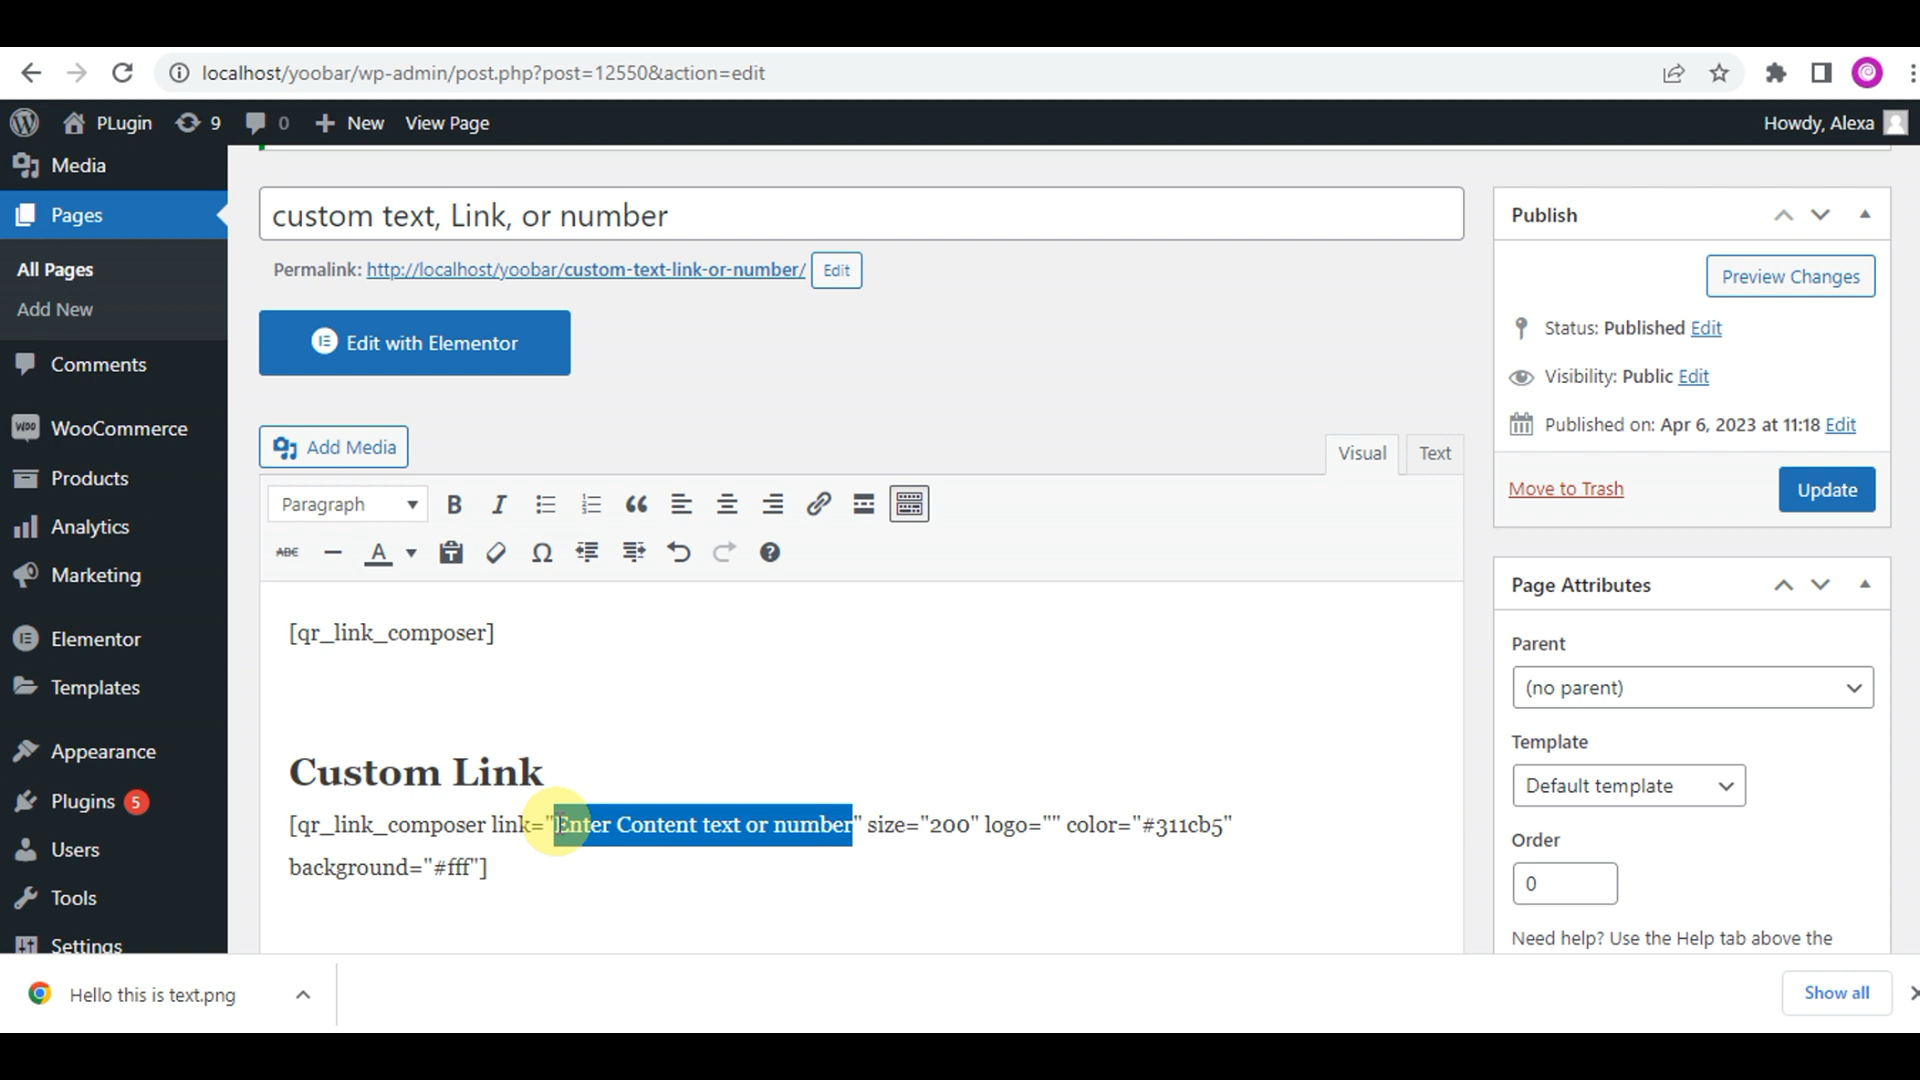 localhost/yoobar/wp-admin/post.php?post=12550&action=edit
PLugin 9 0 + New View Page Howdy, Alexa
Media
Pages
All Pages
Add New
Comments
WooCommerce
Products
Analytics
Marketing
Elementor
Templates
Appearance
Plugins 5
Users
Tools
Settings
custom text, Link, or number
Permalink: http://localhost/yoobar/custom-text-link-or-number/ Edit
Edit with Elementor
Add Media
Visual Text
Paragraph
[qr_link_composer]
Custom Link
[qr_link_composer link="Enter Content text or number" size="200" logo="" color="#311cb5"
background="#fff"]
Publish
Preview Changes
Status: Published Edit
Visibility: Public Edit
Published on: Apr 6, 2023 at 11:18 Edit
Move to Trash Update
Page Attributes
Parent
(no parent)
Template
Default template
Order
0
Need help? Use the Help tab above the
Hello this is text.png
Show all